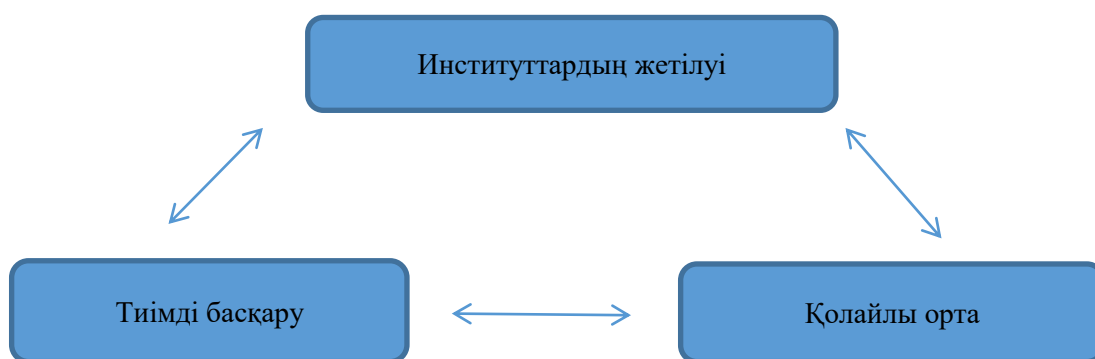 Институттардың жетілуі
Тиімді басқару
Қолайлы орта